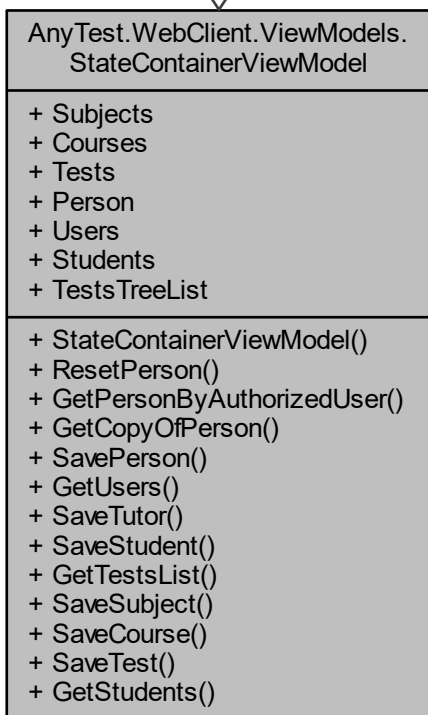 AnyTest.WebClient.ViewModels.
StateContainerViewModel
+ Subjects
+ Courses
+ Tests
+ Person
+ Users
+ Students
+ TestsTreeList
+ StateContainerViewModel()
+ ResetPerson()
+ GetPersonByAuthorizedUser()
+ GetCopyOfPerson()
+ SavePerson()
+ GetUsers()
+ SaveTutor()
+ SaveStudent()
+ GetTestsList()
+ SaveSubject()
+ SaveCourse()
+ SaveTest()
+ GetStudents()